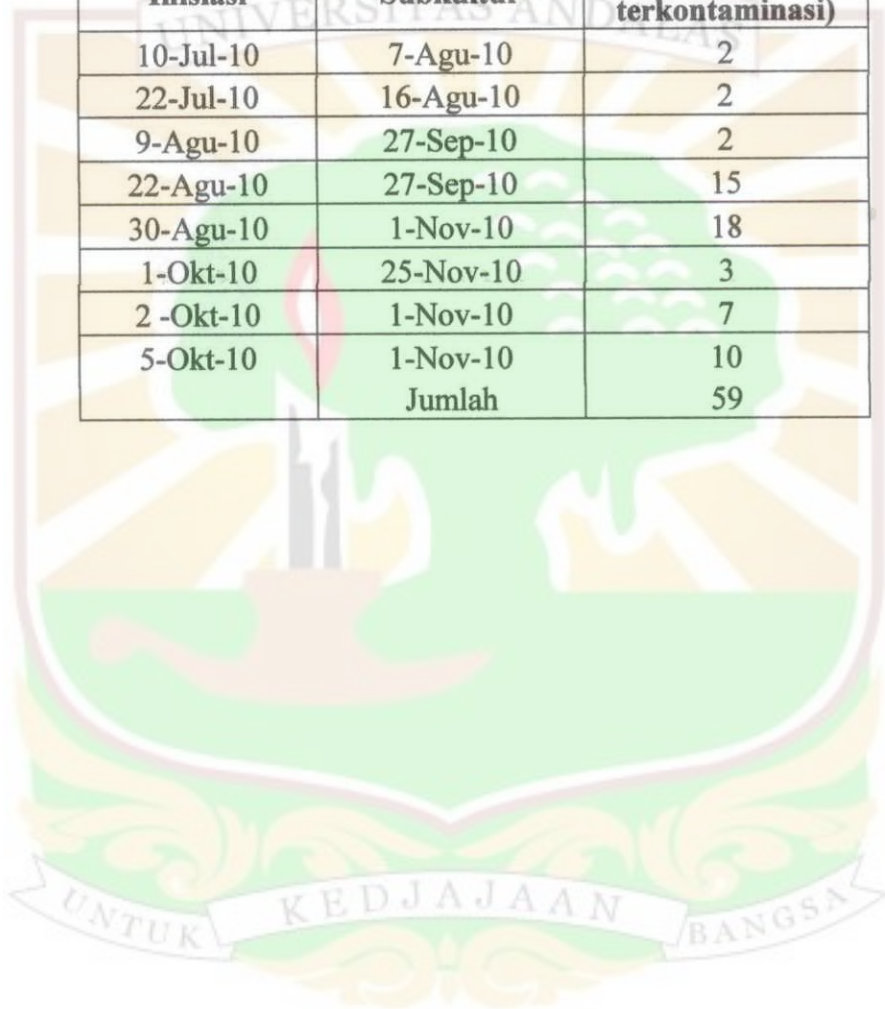 Inisiasi Subkultur
terkontaminasi)
UNIVERSITAS ANDALAS
10-Jul-10 7-Agu-10 2
22-Jul-10 16-Agu-10 2
9-Agu-10 27-Sep-10 2
22-Agu-10 27-Sep-10 15
30-Agu-10 1-Nov-10 18
1-Okt-10 25-Nov-10 3
2 -Okt-10 1-Nov-10 7
5-Okt-10 1-Nov-10 10
Jumlah 59
UNTUK KEDJAJAAN BANGSA